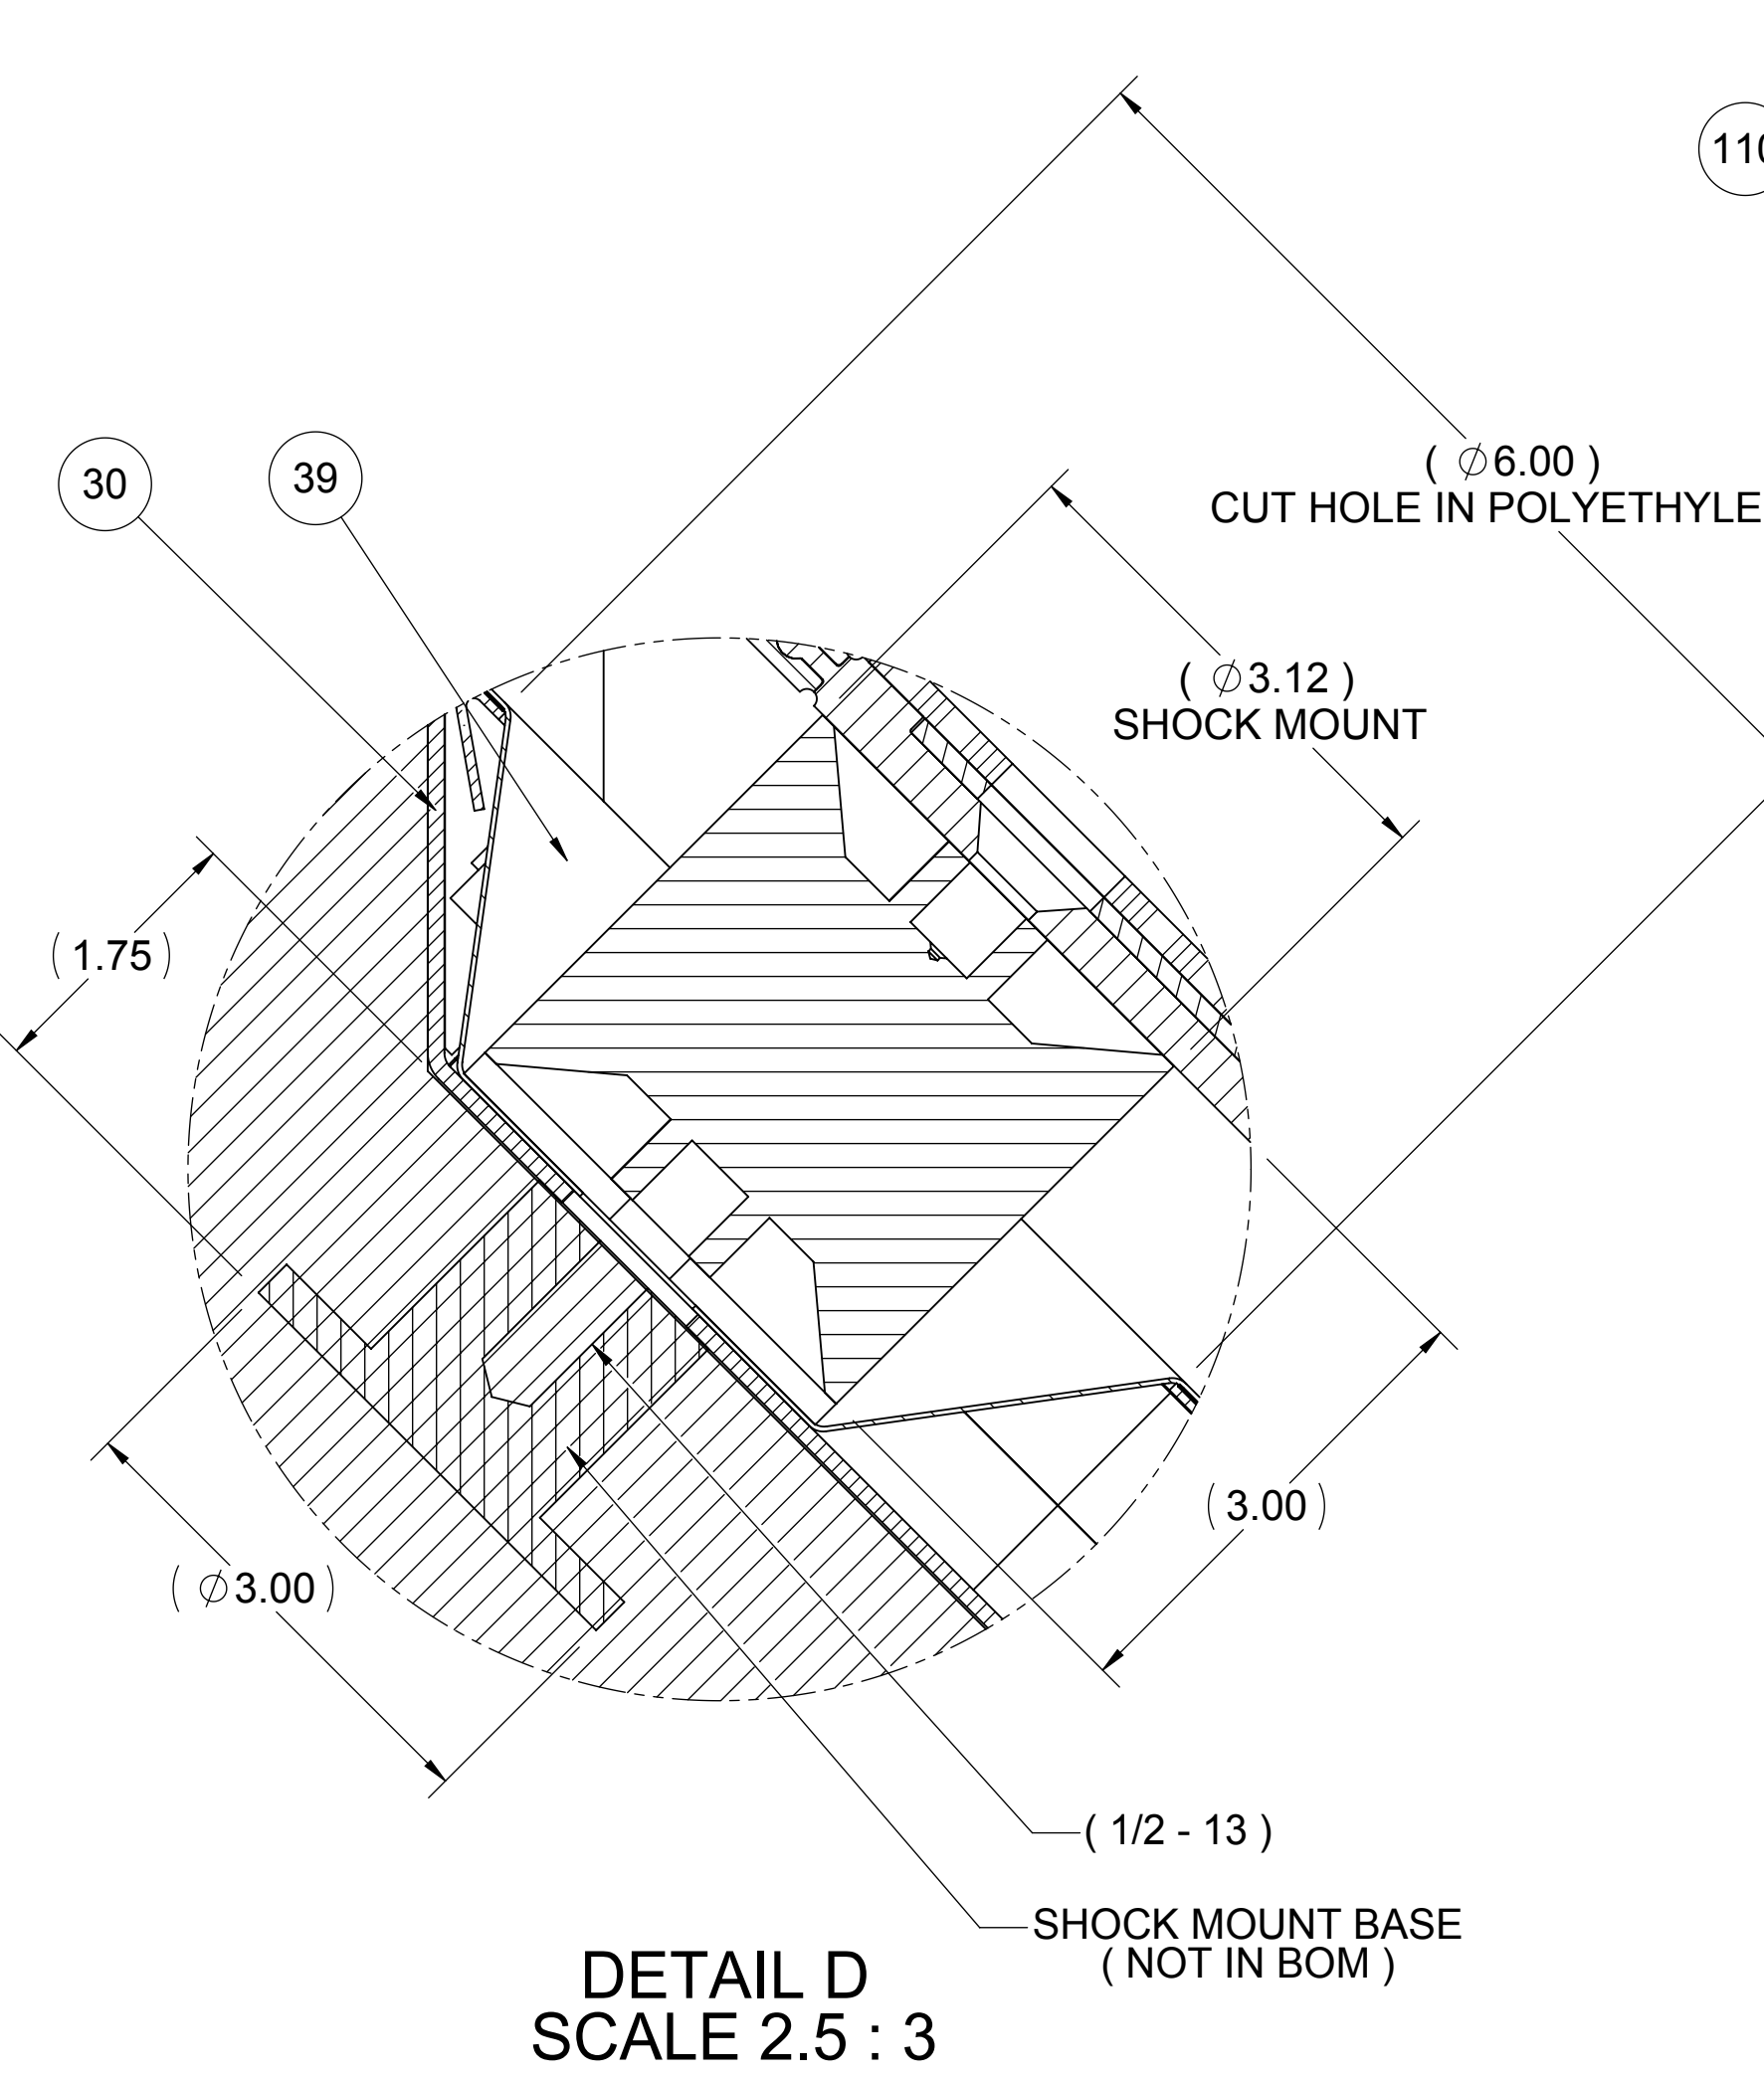 110
30
39
( ∅6.00 )
CUT HOLE IN POLYETHYLE
( ∅3.12 )
SHOCK MOUNT
( 1.75 )
( 3.00 )
( ∅3.00 )
( 1/2 - 13 )
SHOCK MOUNT BASE
( NOT IN BOM )
DETAIL D
SCALE 2.5 : 3